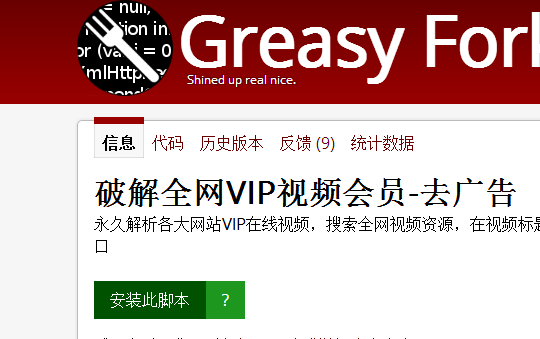 = null,
ction in
or (var i = 0
XmlHttp
Greasy Fork
Shined up real nice.
信息 代码 历史版本 反馈 (9) 统计数据
破解全网VIP视频会员-去广告
永久解析各大网站VIP在线视频，搜索全网视频资源，在视频标题
口
安装此脚本 ?